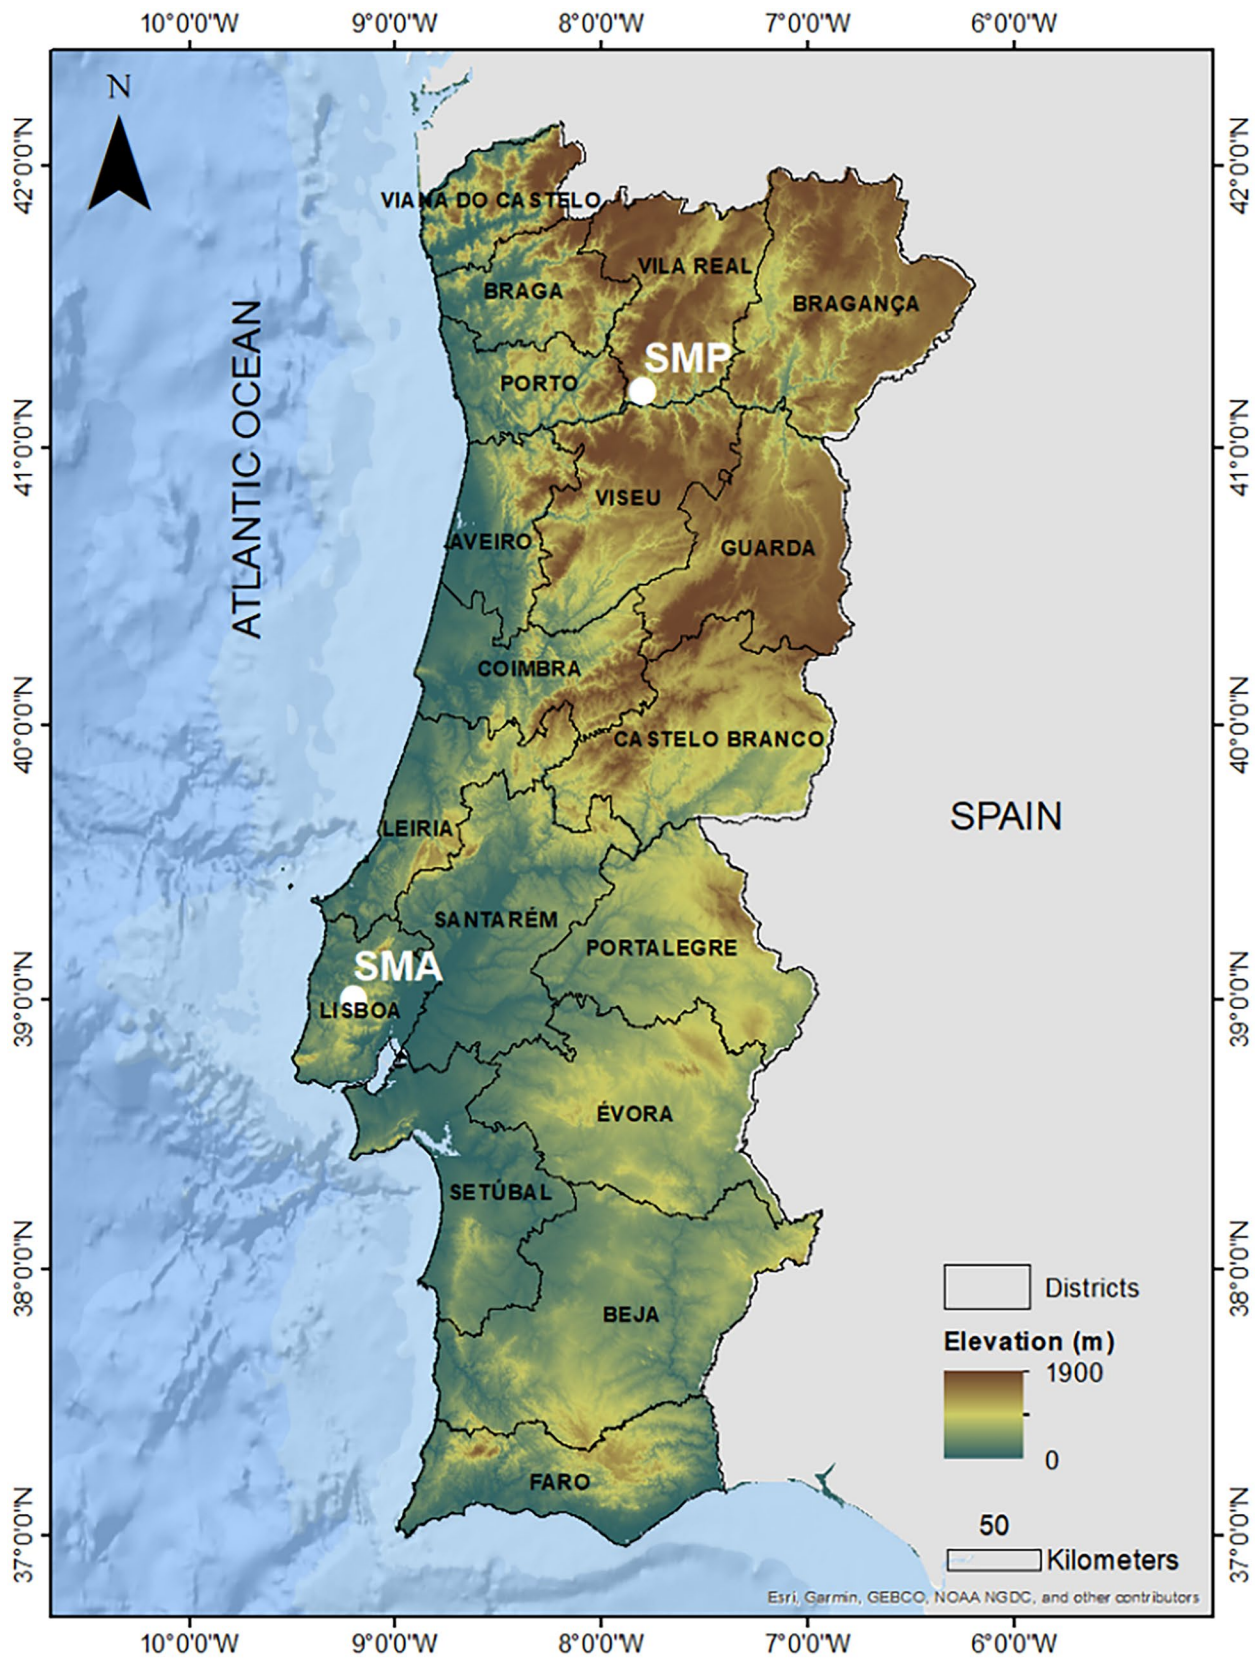 10°0'0"W 9°0'0"W 8°0'0"W 7°0'0"W 6°0'0"W
N
42°0'0"N 42°0'0"N
VIANA DO CASTELO
VILA REAL
BRAGA
BRAGANÇA
ATLANTIC OCEAN
SMP
PORTO
41°0'0"N 41°0'0"N
VISEU
AVEIRO
GUARDA
COIMBRA
40°0'0"N 40°0'0"N
CASTELO BRANCO
SPAIN
LEIRIA
SANTARÉM
PORTALEGRE
SMA
39°0'0"N 39°0'0"N
LISBOA
ÉVORA
SETÚBAL
38°0'0"N 38°0'0"N
Districts
BEJA
Elevation (m)
1900
0
FARO
50
37°0'0"N 37°0'0"N
Kilometers
Esri, Garmin, GEBCO, NOAA NGDC, and other contributors
10°0'0"W 9°0'0"W 8°0'0"W 7°0'0"W 6°0'0"W